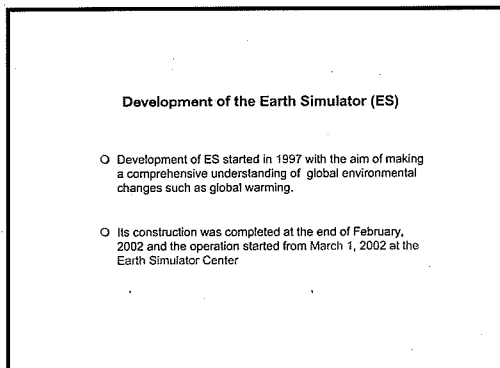 Development of the Earth Simulator (ES)
O Development of ES started in 1997 with the aim of making
a comprehensive understanding of global environmental
changes such as global warming.
O Its construction was completed at the end of February,
2002 and the operation started from March 1, 2002 at the
Earth Simulator Center